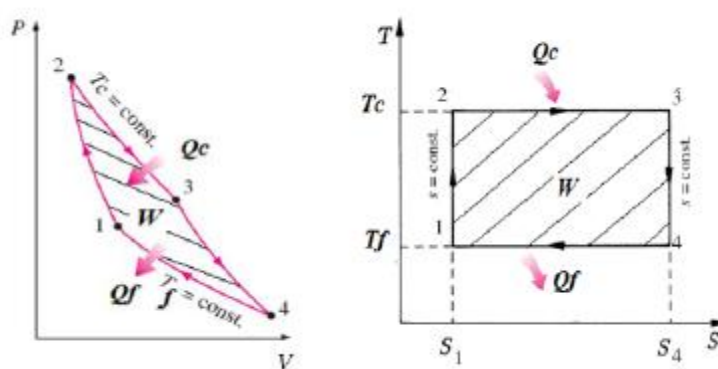 P
2
Tc = const.
Qc
3
1
W
Qf
T
f
= const.
4
V
T
Qc
Tc
2
3
s = const.
W
s = const.
1
Tf
4
Qf
S1
S4
S